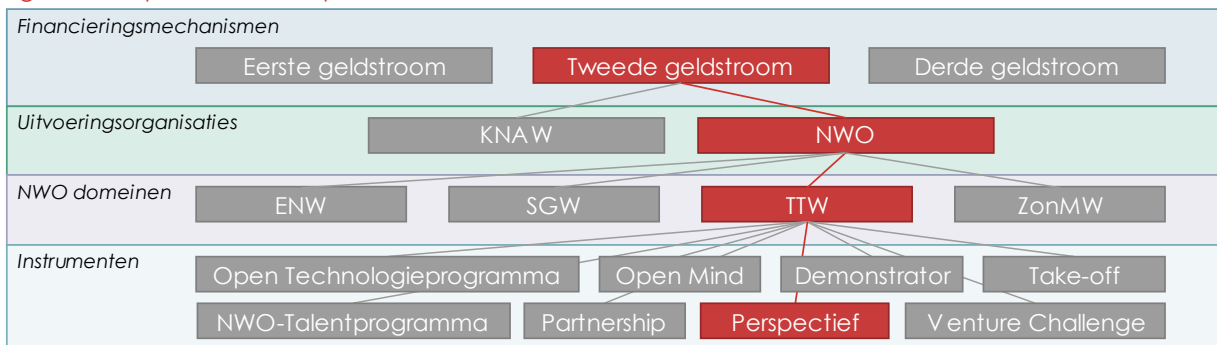 Financieringsmechanismen
Eerste geldstroom
Tweede geldstroom
Derde geldstroom
Uitvoeringsorganisaties
KNAW
NWO
NWO domeinen
ENW
SGW
TTW
ZonMW
Instrumenten
Open Technologieprogramma
Open Mind
Demonstrator
Take-off
NWO-Talentprogramma
Partnership
Perspectief
Venture Challenge